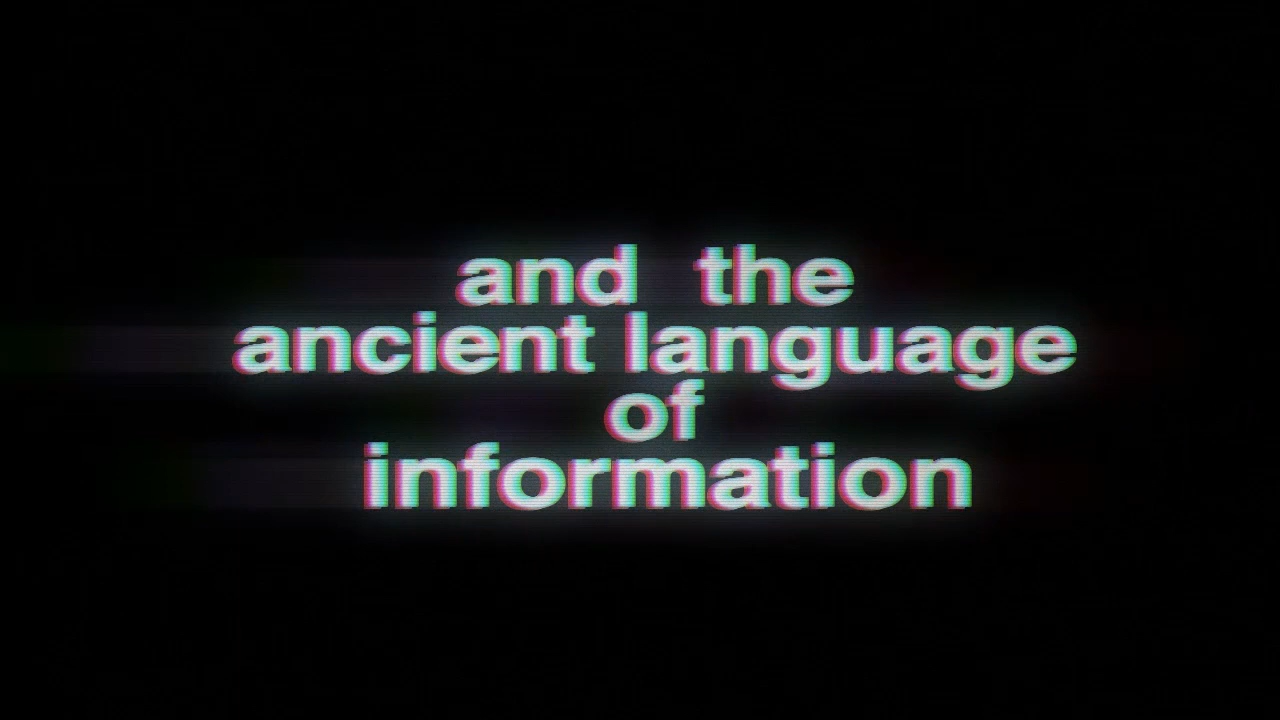 and the
ancient language
of
information